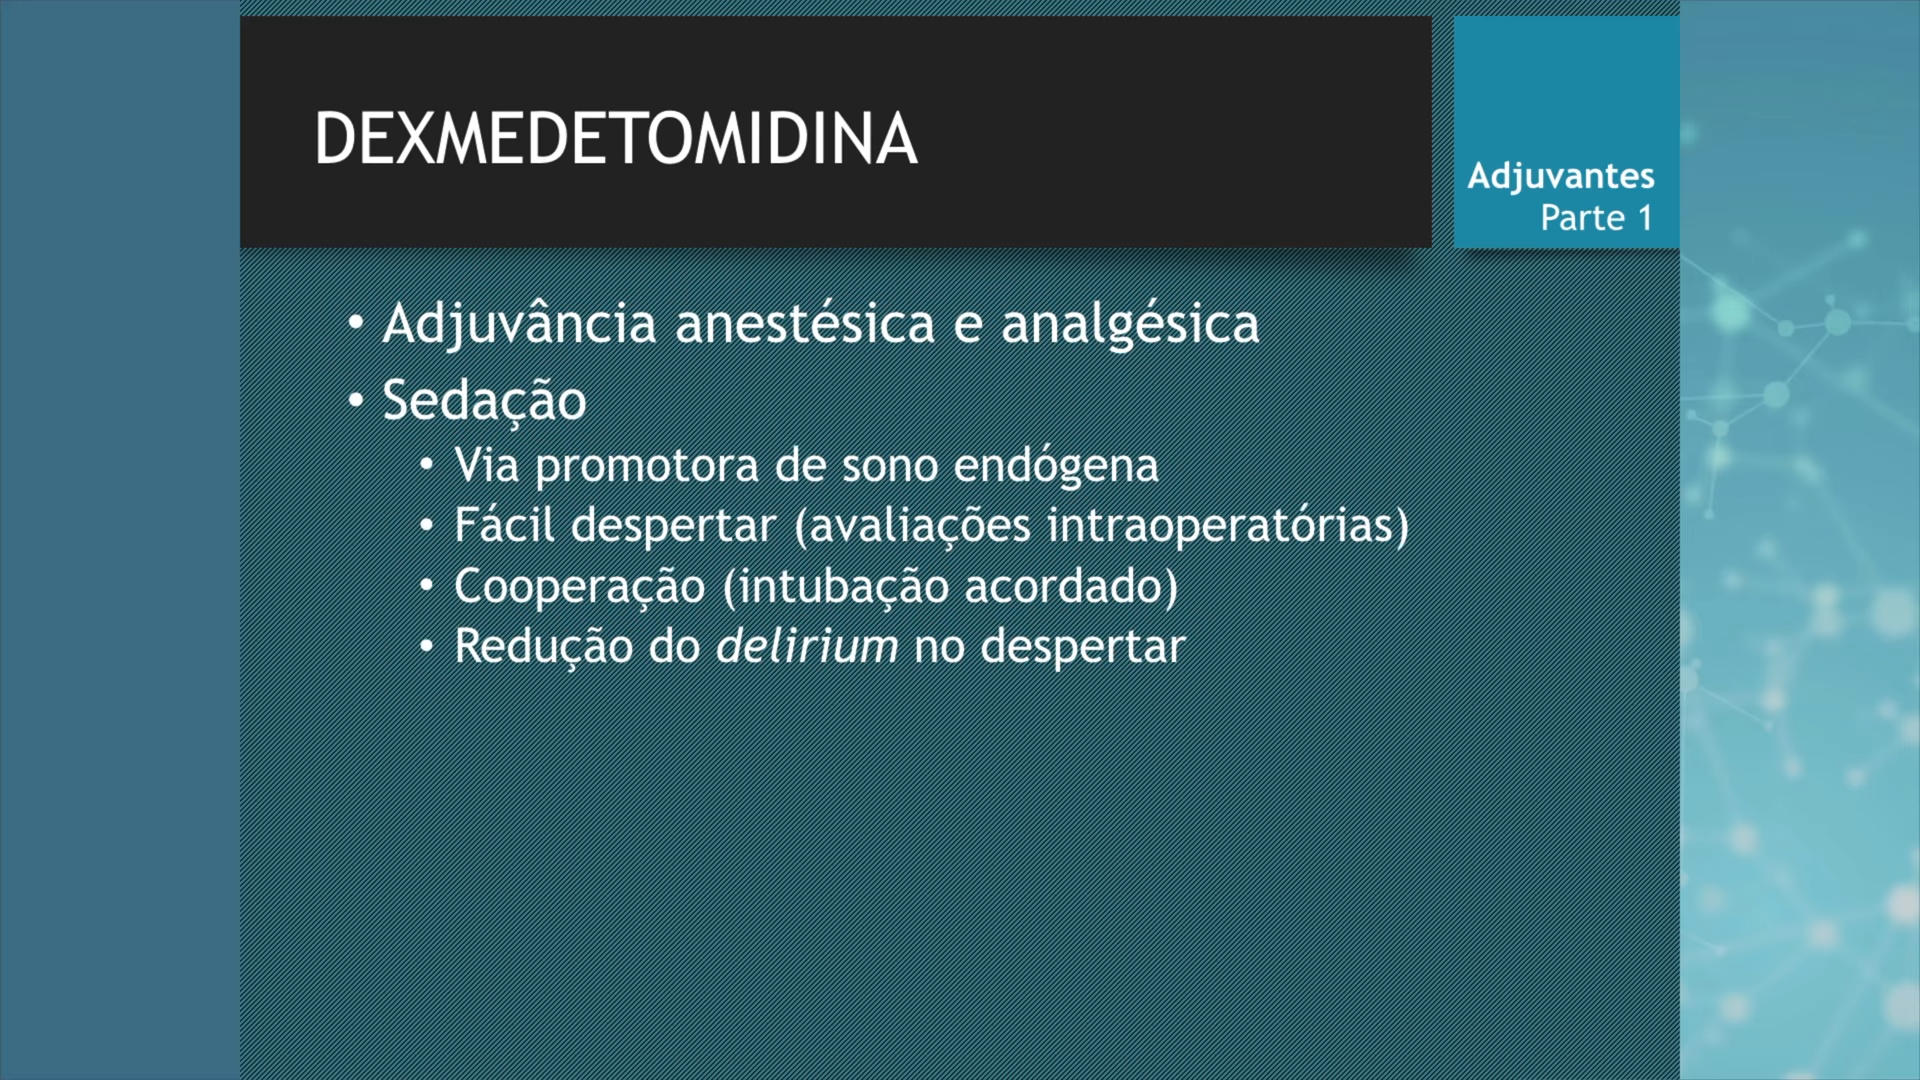 DEXMEDETOMIDINA
Adjuvantes
Parte 1
• Adjuvância anestésica e analgésica
• Sedação
• Via promotora de sono endógena
• Fácil despertar (avaliações intraoperatórias)
• Cooperação (intubação acordado)
• Redução do delirium no despertar